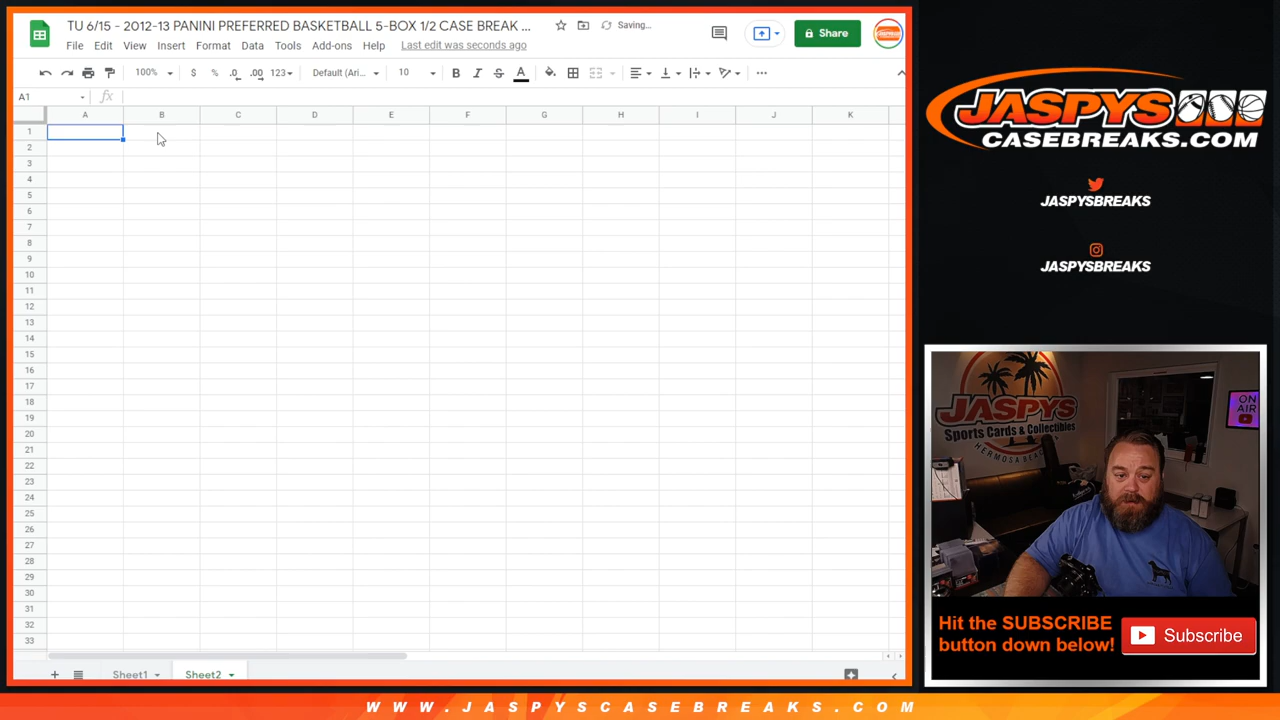 TU 6/15 - 2012-13 PANINI PREFERRED BASKETBALL 5-BOX 1/2 CASE BREAK ...
Saving...
File Edit View Insert Format Data Tools Add-ons Help Last edit was seconds ago
Share
100% $ % .0 .00 123 Default (Ari... 10 B I S A
A1 fx
A B C D E F G H I J K
1
2
3
4
5
6
7
8
9
10
11
12
13
14
15
16
17
18
19
20
21
22
23
24
25
26
27
28
29
30
31
32
33
Sheet1 Sheet2
JASPYS
CASEBREAKS.COM
JASPYSBREAKS
JASPYSBREAKS
JASPYS
Sports Cards & Collectibles
HERMOSA BEACH
ON
AIR
Hit the SUBSCRIBE
button down below!
Subscribe
WWW.JASPYSCASEBREAKS.COM